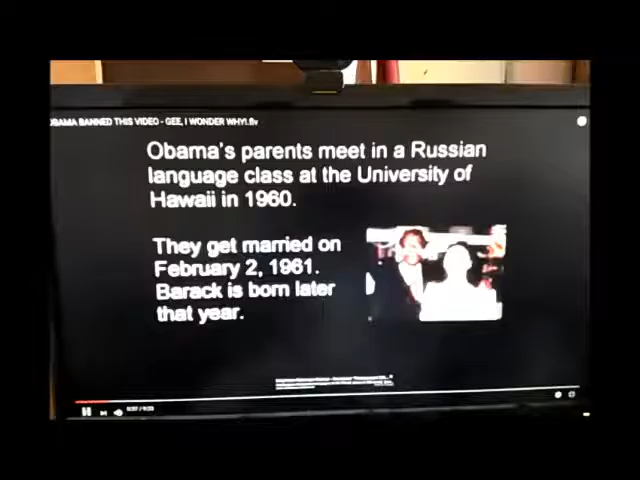 OBAMA BANNED THIS VIDEO - GEE, I WONDER WHY!.flv
Obama's parents meet in a Russian
language class at the University of
Hawaii in 1960.
They get married on
February 2, 1961.
Barack is born later
that year.